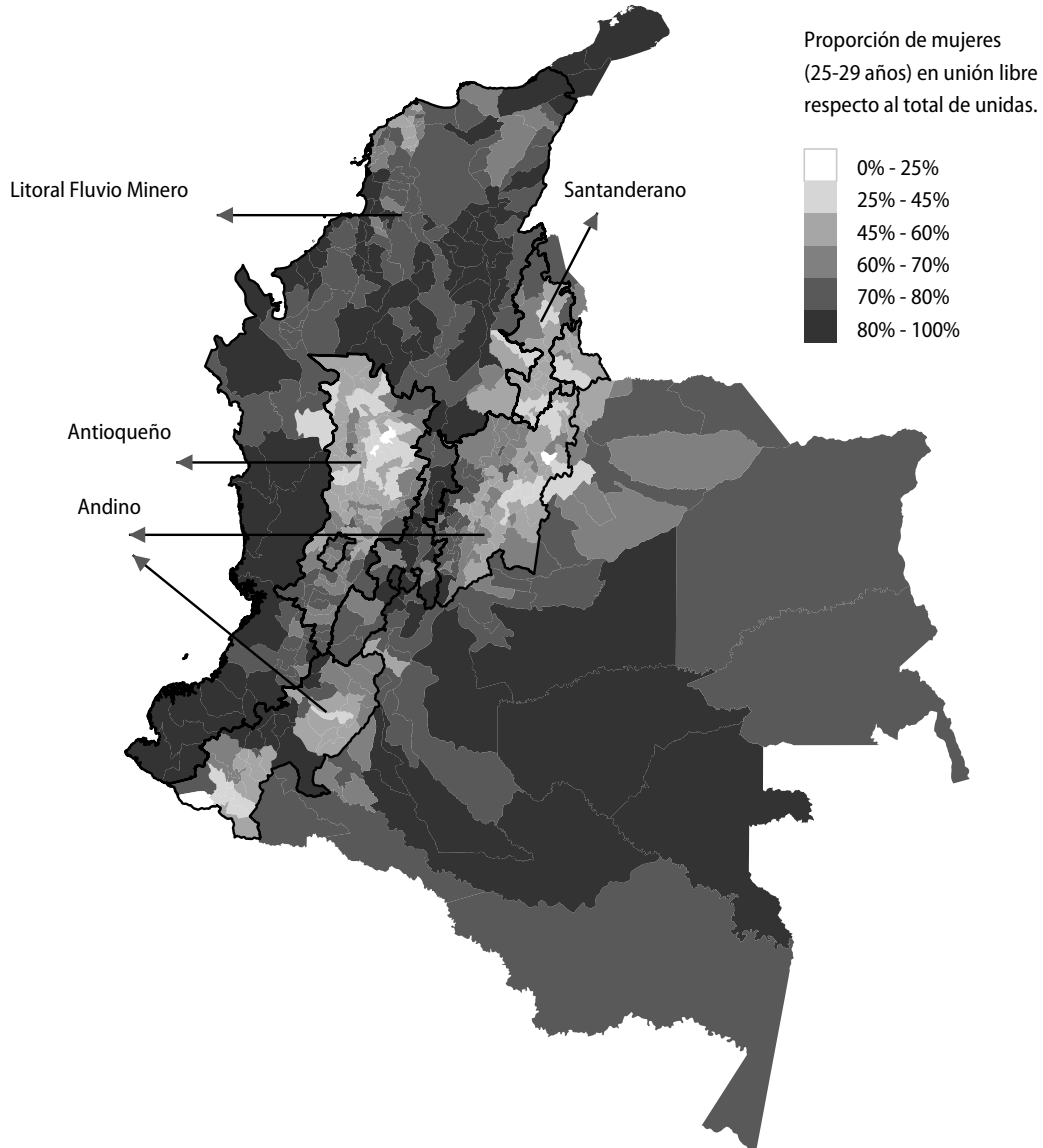 Proporción de mujeres
(25-29 años) en unión libre
respecto al total de unidas.
0% - 25%
25% - 45%
45% - 60%
60% - 70%
70% - 80%
80% - 100%
Litoral Fluvio Minero
Santanderano
Antioqueño
Andino